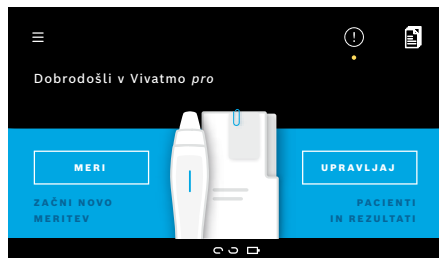 Dobrodošli v Vivatmo pro
MERI
UPRAVLJAJ
ZAČNI NOVO
MERITEV
PACIENTI
IN REZULTATI